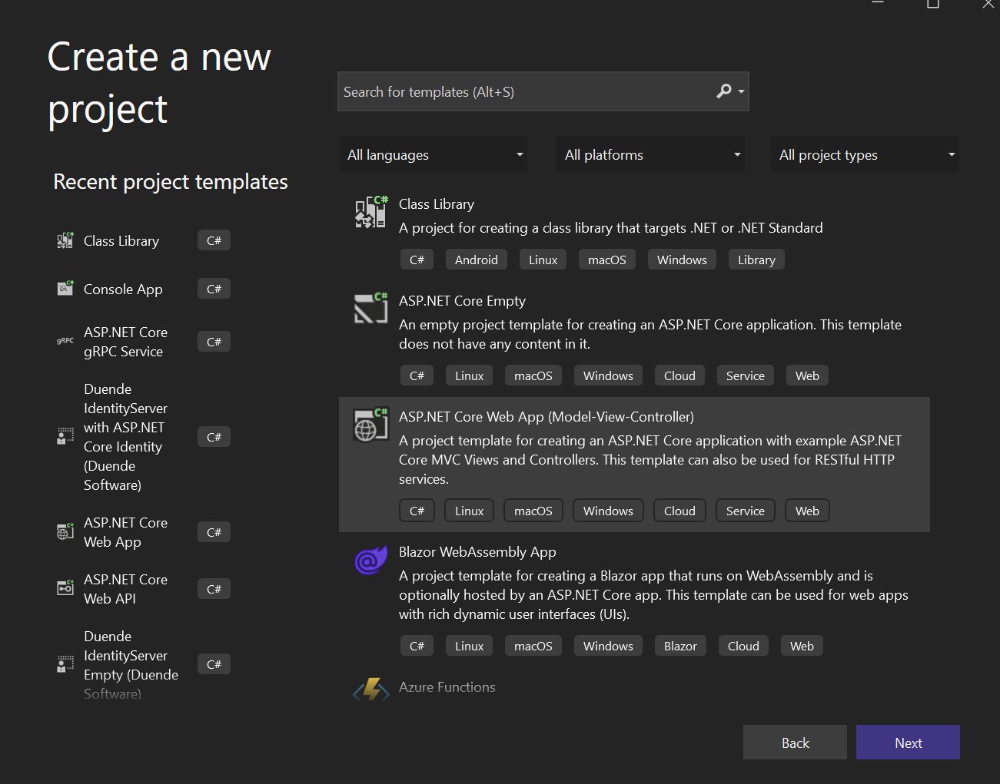 Create a new
project
Search for templates (Alt+S)
All languages
All platforms
All project types
Recent project templates
Class Library
C#
Console App
C#
gRPC
ASP.NET Core
gRPC Service
C#
Duende
IdentityServer
with ASP.NET
Core Identity
(Duende
Software)
C#
ASP.NET Core
Web App
C#
ASP.NET Core
Web API
C#
Duende
IdentityServer
Empty (Duende
Software)
C#
C#
Class Library
A project for creating a class library that targets .NET or .NET Standard
C# Android Linux macOS Windows Library
C#
ASP.NET Core Empty
An empty project template for creating an ASP.NET Core application. This template
does not have any content in it.
C# Linux macOS Windows Cloud Service Web
C#
ASP.NET Core Web App (Model-View-Controller)
A project template for creating an ASP.NET Core application with example ASP.NET
Core MVC Views and Controllers. This template can also be used for RESTful HTTP
services.
C# Linux macOS Windows Cloud Service Web
Blazor WebAssembly App
A project template for creating a Blazor app that runs on WebAssembly and is
optionally hosted by an ASP.NET Core app. This template can be used for web apps
with rich dynamic user interfaces (UIs).
C# Linux macOS Windows Blazor Cloud Web
Azure Functions
Back
Next